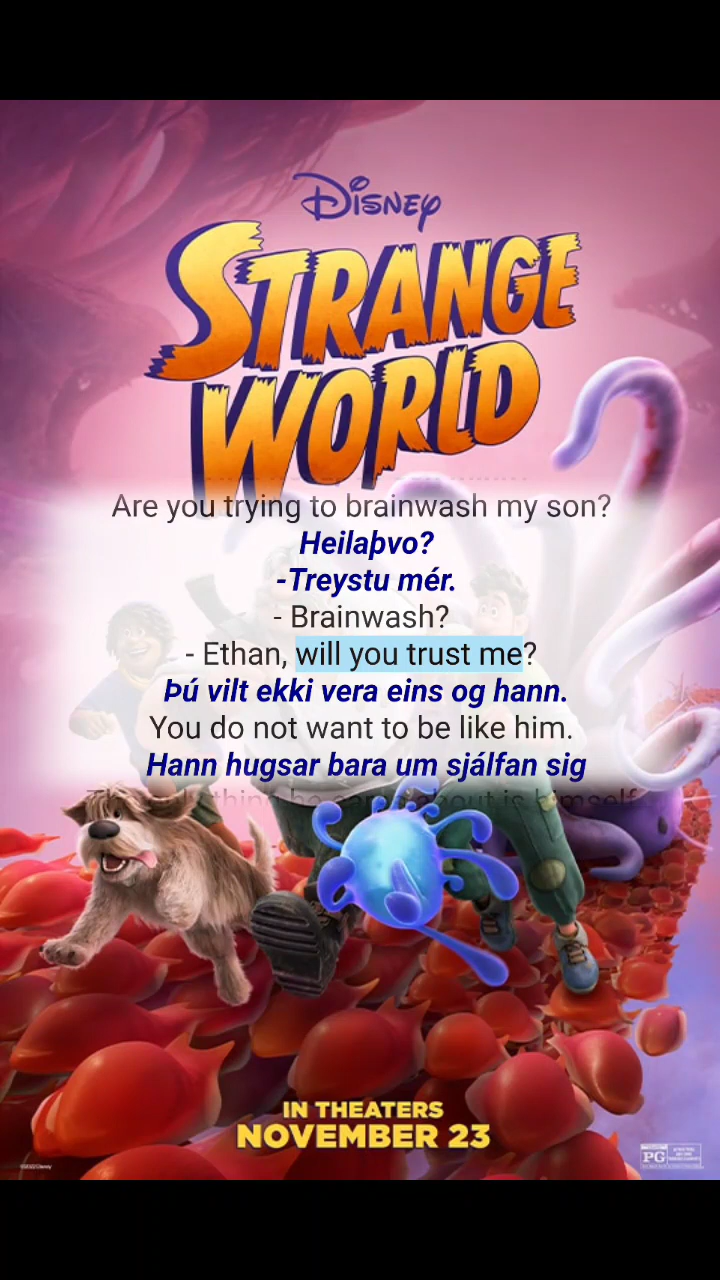 Disney
STRANGE
WORLD
Are you trying to brainwash my son?
Heilaþvo?
-Treystu mér.
- Brainwash?
- Ethan, will you trust me?
Þú vilt ekki vera eins og hann.
You do not want to be like him.
Hann hugsar bara um sjálfan sig
IN THEATERS
NOVEMBER 23
PG